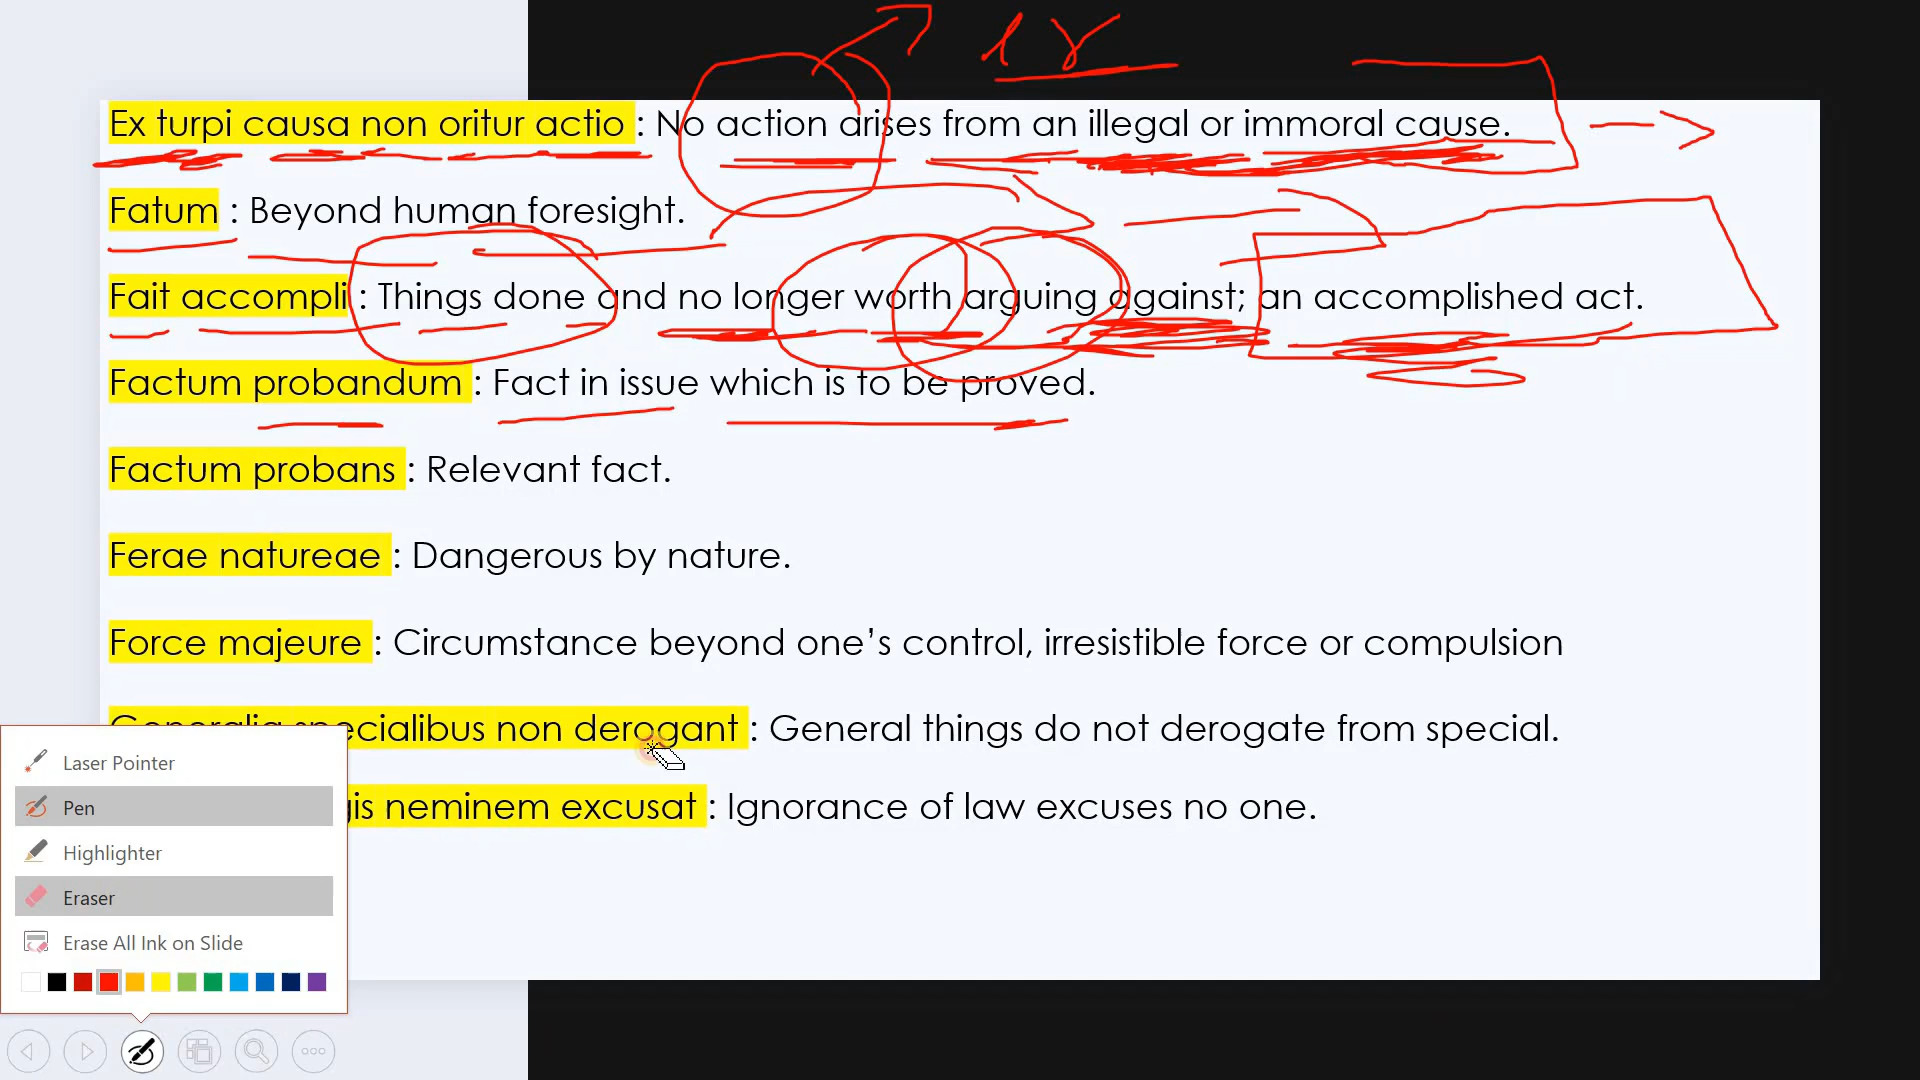 Ex turpi causa non oritur actio : No action arises from an illegal or immoral cause.
Fatum : Beyond human foresight.
Fait accompli : Things done and no longer worth arguing against; an accomplished act.
Factum probandum : Fact in issue which is to be proved.
Factum probans : Relevant fact.
Ferae natureae : Dangerous by nature.
Force majeure : Circumstance beyond one’s control, irresistible force or compulsion
Generalia specialibus non derogant : General things do not derogate from special.
gis neminem excusat : Ignorance of law excuses no one.
Laser Pointer
Pen
Highlighter
Eraser
Erase All Ink on Slide